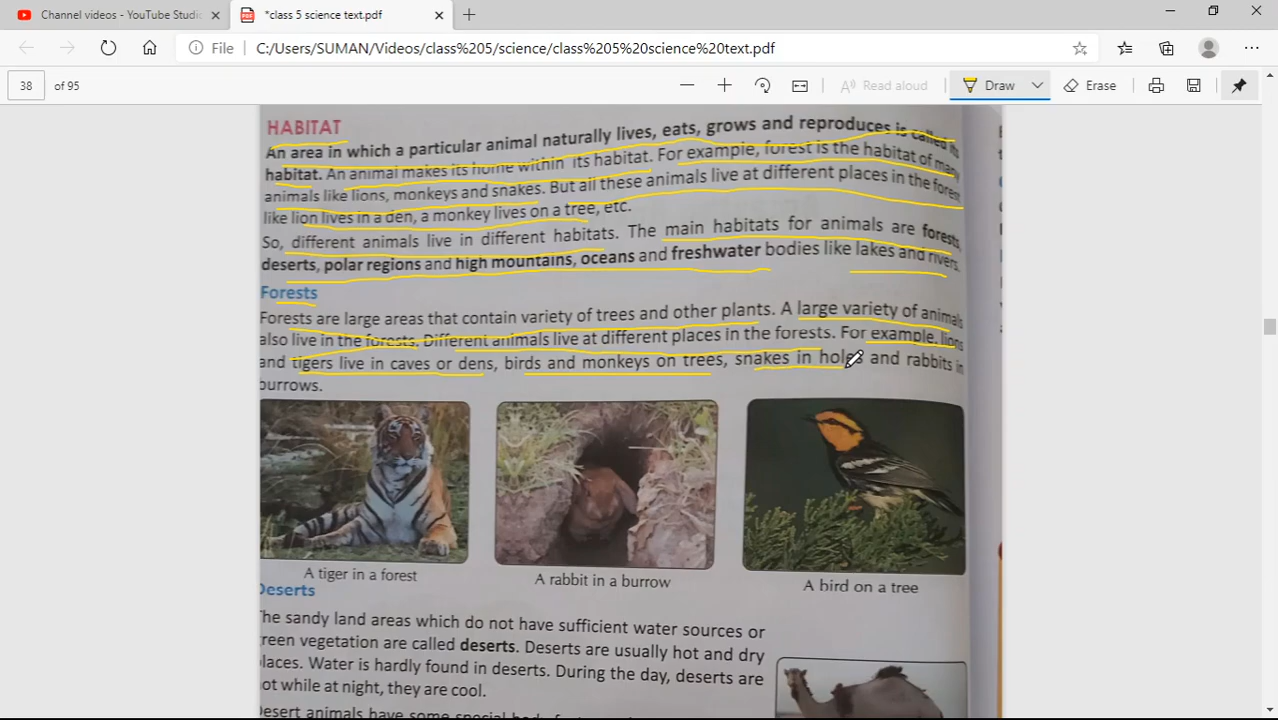 Channel videos - YouTube Studi
*class 5 science text.pdf
File C:/Users/SUMAN/Videos/class%205/science/class%205%20science%20text.pdf
38 of 95
Read aloud
Draw
Erase
HABITAT
An area in which a particular animal naturally lives, eats, grows and reproduces is called its
habitat. An animal makes its home within its habitat. For example, forest is the habitat of many
animals like lions, monkeys and snakes. But all these animals live at different places in the forest
like lion lives in a den, a monkey lives on a tree, etc.
So, different animals live in different habitats. The main habitats for animals are forests,
deserts, polar regions and high mountains, oceans and freshwater bodies like lakes and rivers.
Forests
Forests are large areas that contain variety of trees and other plants. A large variety of animals
also live in the forests. Different animals live at different places in the forests. For example, lions
and tigers live in caves or dens, birds and monkeys on trees, snakes in holes and rabbits in
burrows.
A tiger in a forest
A rabbit in a burrow
A bird on a tree
Deserts
The sandy land areas which do not have sufficient water sources or
green vegetation are called deserts. Deserts are usually hot and dry
places. Water is hardly found in deserts. During the day, deserts are
hot while at night, they are cool.
Desert animals have some special body